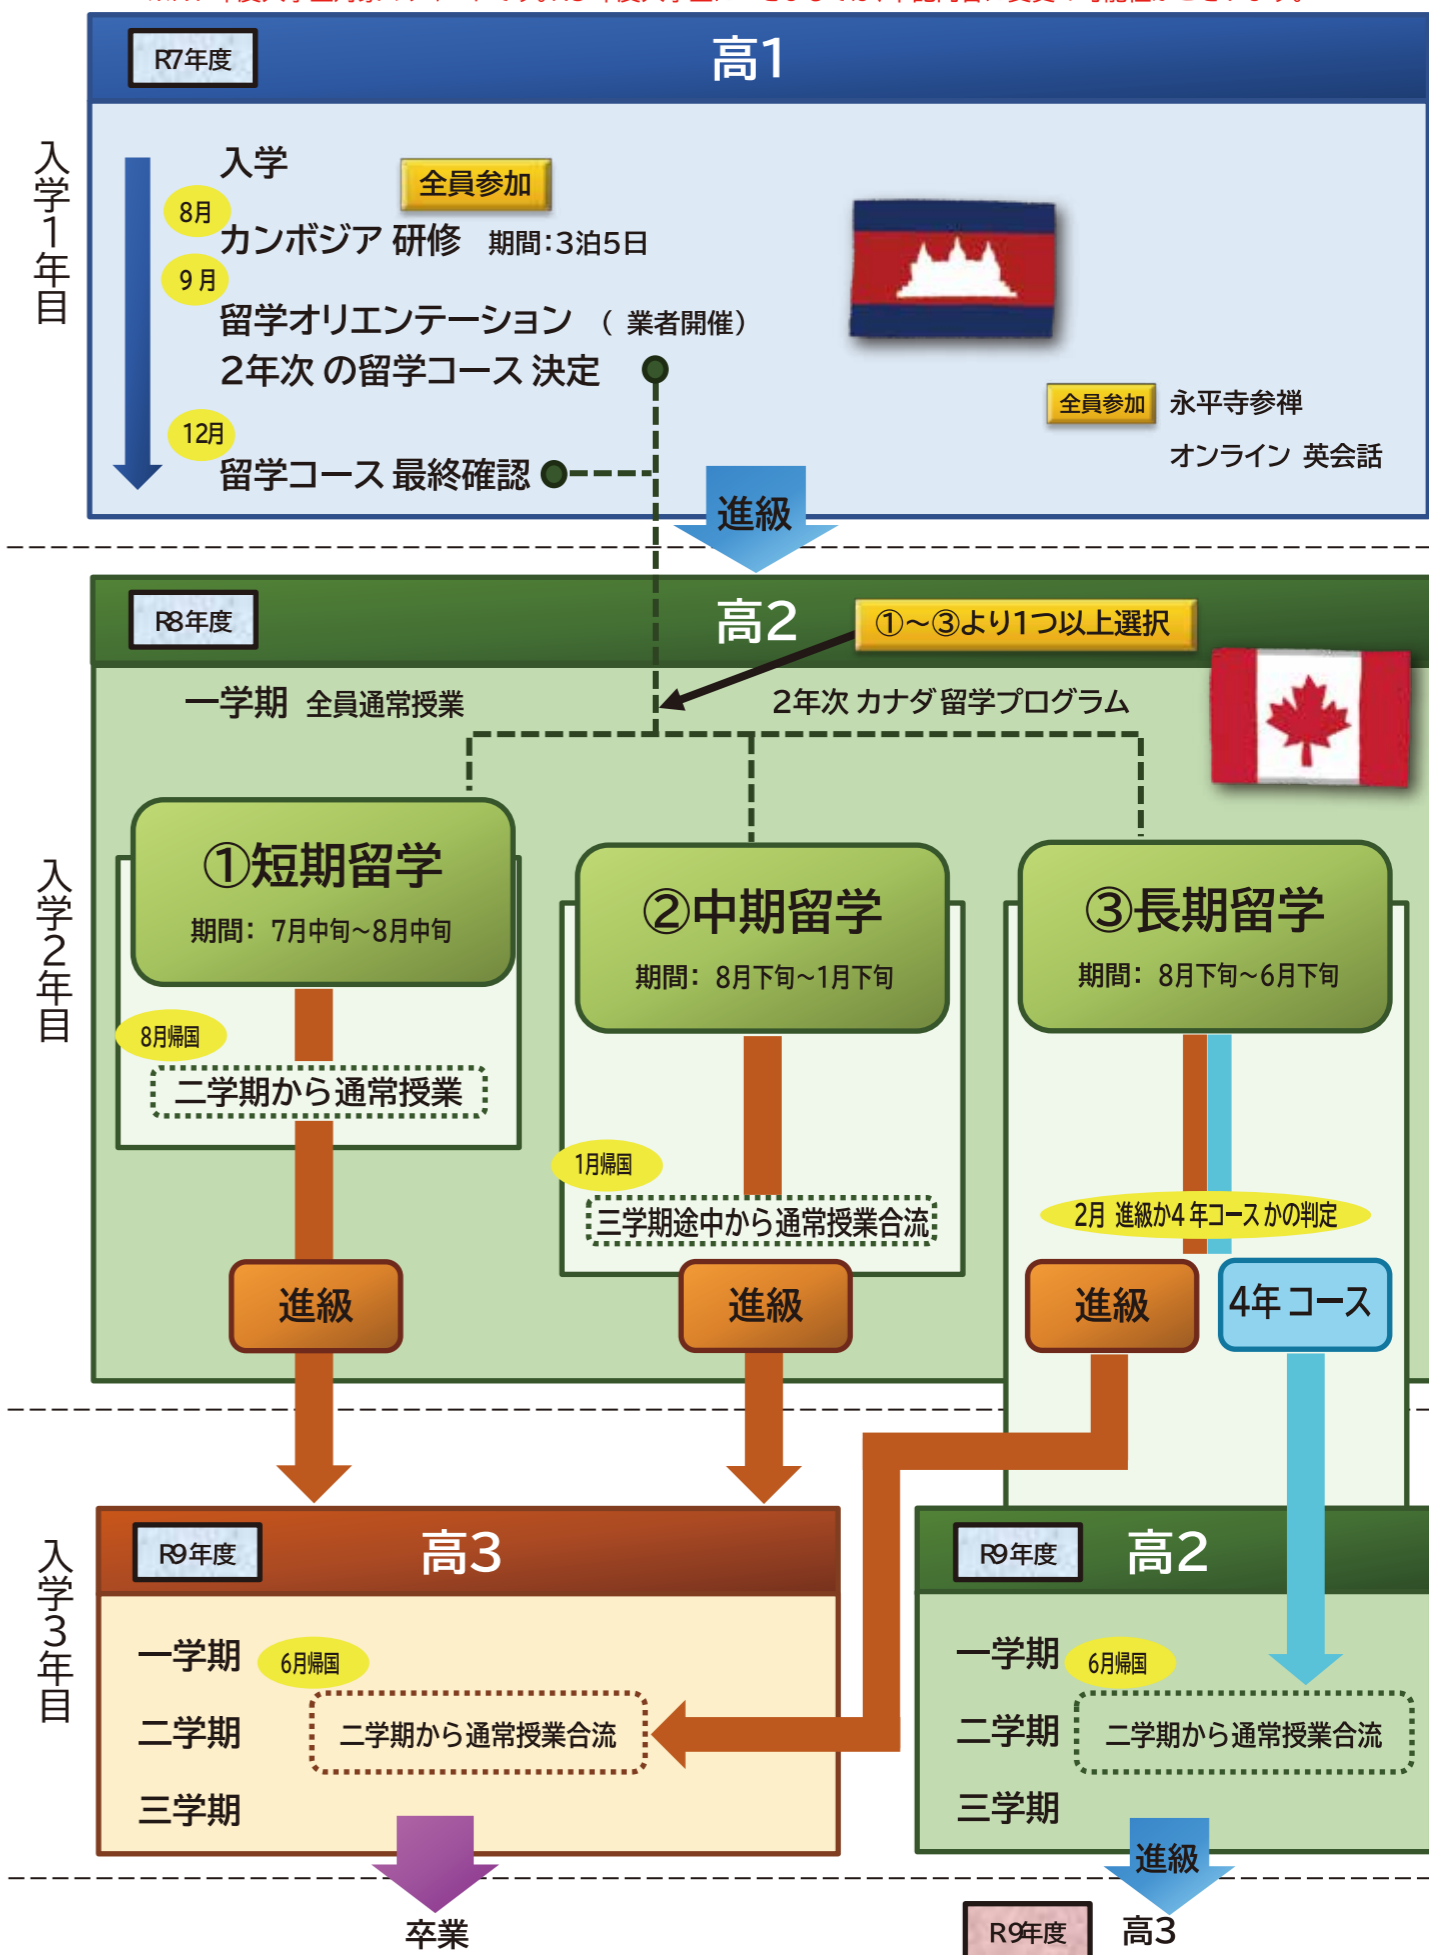 R7年度
高1
入学1年目
入学
全員参加
8月
カンボジア 研修 期間：3泊5日
9月
留学オリエンテーション （ 業者開催）
2年次 の留学コース 決定
全員参加 永平寺参禅
オンライン 英会話
12月
留学コース 最終確認
進級
R8年度
高2
①～③より1つ以上選択
一学期 全員通常授業
2年次 カナダ 留学プログラム
入学2年目
①短期留学
期間： 7月中旬～8月中旬
②中期留学
期間： 8月下旬～1月下旬
③長期留学
期間： 8月下旬～6月下旬
8月帰国
二学期から通常授業
1月帰国
三学期途中から通常授業合流
2月 進級か4 年コース かの判定
進級
進級
進級
4年 コース
入学3年目
R9年度
高3
一学期
6月帰国
二学期
二学期から通常授業合流
三学期
卒業
R9年度
高2
一学期
6月帰国
二学期
二学期から通常授業合流
三学期
進級
R9年度
高3